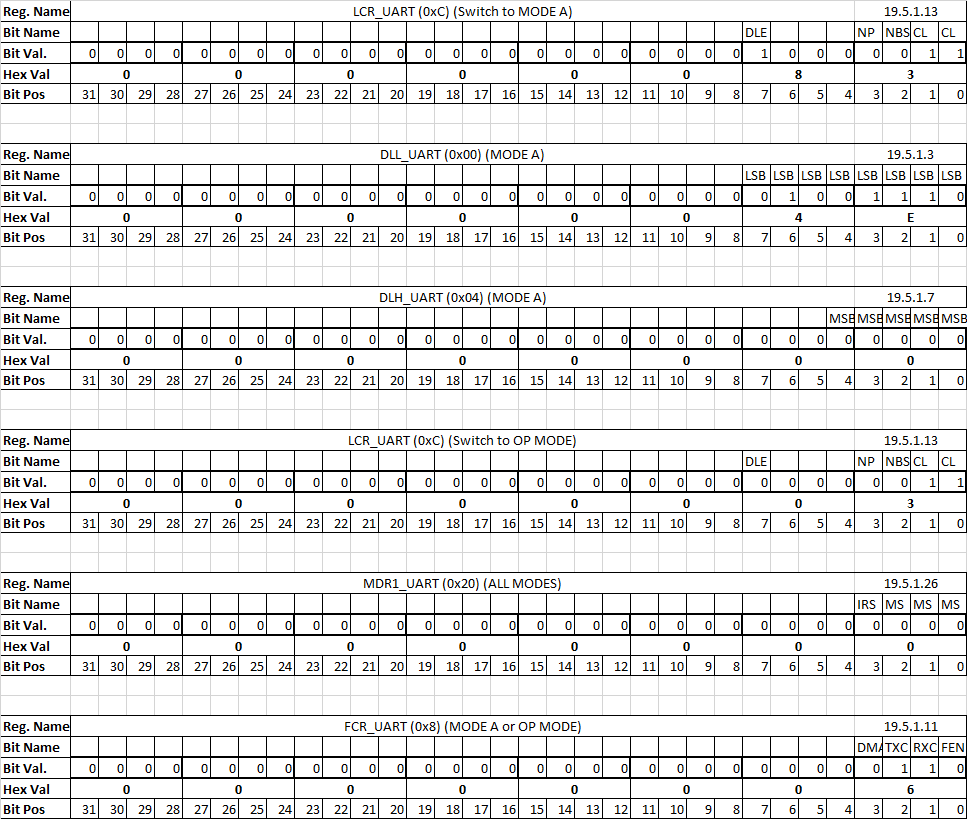 Reg. Name LCR_UART (0xC) (Switch to MODE A) 19.5.1.13
Bit Name DLE NP NBS CL CL
Bit Val. 0 0 0 0 0 0 0 0 0 0 0 0 0 0 0 0 0 0 0 0 0 0 0 0 1 0 0 0 0 0 1 1
Hex Val 0 0 0 0 0 0 8 3
Bit Pos 31 30 29 28 27 26 25 24 23 22 21 20 19 18 17 16 15 14 13 12 11 10 9 8 7 6 5 4 3 2 1 0
Reg. Name DLL_UART (0x00) (MODE A) 19.5.1.3
Bit Name LSB LSB LSB LSB LSB LSB LSB LSB
Bit Val. 0 0 0 0 0 0 0 0 0 0 0 0 0 0 0 0 0 0 0 0 0 0 0 0 0 1 0 0 1 1 1 0
Hex Val 0 0 0 0 0 0 4 E
Bit Pos 31 30 29 28 27 26 25 24 23 22 21 20 19 18 17 16 15 14 13 12 11 10 9 8 7 6 5 4 3 2 1 0
Reg. Name DLH_UART (0x04) (MODE A) 19.5.1.7
Bit Name MSB MSB MSB MSB MSB
Bit Val. 0 0 0 0 0 0 0 0 0 0 0 0 0 0 0 0 0 0 0 0 0 0 0 0 0 0 0 0 0 0 0 0
Hex Val 0 0 0 0 0 0 0 0
Bit Pos 31 30 29 28 27 26 25 24 23 22 21 20 19 18 17 16 15 14 13 12 11 10 9 8 7 6 5 4 3 2 1 0
Reg. Name LCR_UART (0xC) (Switch to OP MODE) 19.5.1.13
Bit Name DLE NP NBS CL CL
Bit Val. 0 0 0 0 0 0 0 0 0 0 0 0 0 0 0 0 0 0 0 0 0 0 0 0 0 0 0 0 0 0 1 1
Hex Val 0 0 0 0 0 0 0 3
Bit Pos 31 30 29 28 27 26 25 24 23 22 21 20 19 18 17 16 15 14 13 12 11 10 9 8 7 6 5 4 3 2 1 0
Reg. Name MDR1_UART (0x20) (ALL MODES) 19.5.1.26
Bit Name IRS MS MS MS
Bit Val. 0 0 0 0 0 0 0 0 0 0 0 0 0 0 0 0 0 0 0 0 0 0 0 0 0 0 0 0 0 0 0 0
Hex Val 0 0 0 0 0 0 0 0
Bit Pos 31 30 29 28 27 26 25 24 23 22 21 20 19 18 17 16 15 14 13 12 11 10 9 8 7 6 5 4 3 2 1 0
Reg. Name FCR_UART (0x8) (MODE A or OP MODE) 19.5.1.11
Bit Name DMA TXC RXC FEN
Bit Val. 0 0 0 0 0 0 0 0 0 0 0 0 0 0 0 0 0 0 0 0 0 0 0 0 0 0 0 0 0 1 1 0
Hex Val 0 0 0 0 0 0 0 6
Bit Pos 31 30 29 28 27 26 25 24 23 22 21 20 19 18 17 16 15 14 13 12 11 10 9 8 7 6 5 4 3 2 1 0